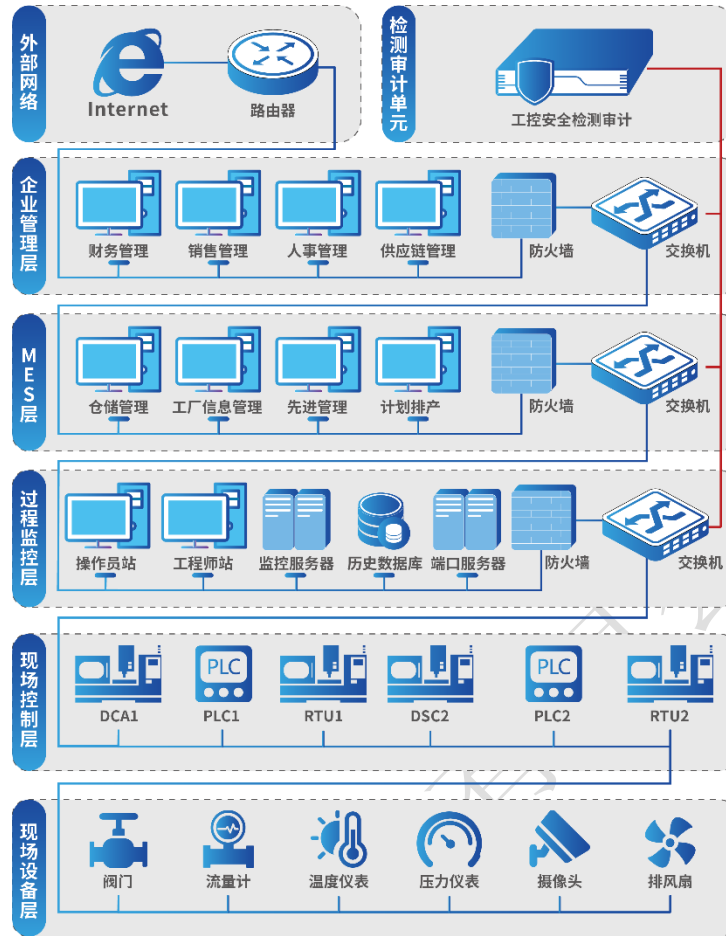 外部网络
Internet
路由器
检测审计单元
工控安全检测审计
企业管理层
财务管理
销售管理
人事管理
供应链管理
防火墙
交换机
MES层
仓储管理
工厂信息管理
先进管理
计划排产
防火墙
交换机
过程监控层
操作员站
工程师站
监控服务器
历史数据库
端口服务器
防火墙
交换机
现场控制层
PLC
PLC
DCA1
PLC1
RTU1
DSC2
PLC2
RTU2
现场设备层
阀门
流量计
温度仪表
压力仪表
摄像头
排风扇